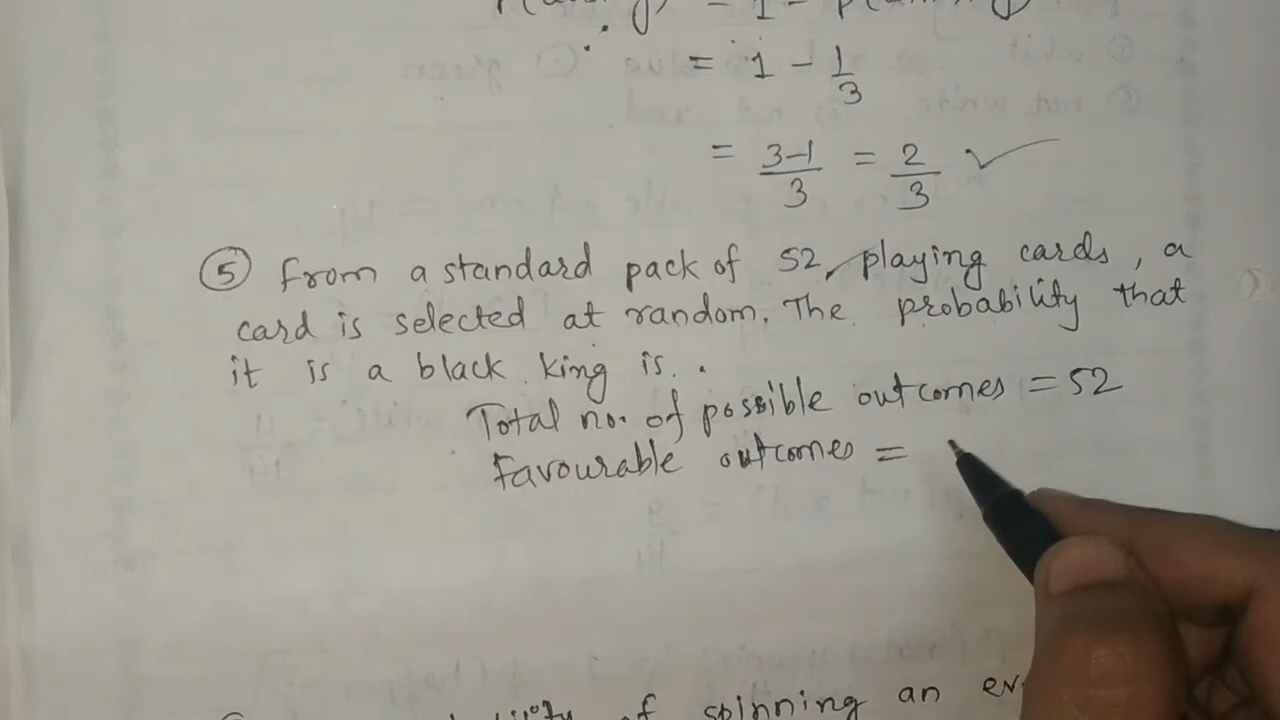 = 1 - 1/3
= 3-1/3 = 2/3 ✓
⑤ From a standard pack of 52 playing cards, a
card is selected at random. The probability that
it is a black king is..
Total no. of possible outcomes = 52
Favourable outcomes =
of spinning an